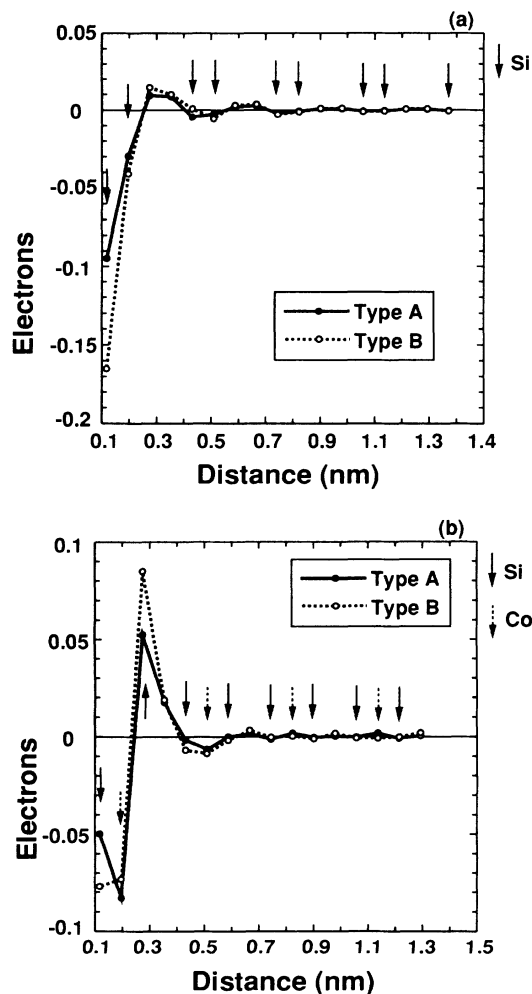 (a)
0.05
0
-0.05
-0.1
-0.15
-0.2
Electrons
Si
Type A
Type B
0.1 0.3 0.5 0.7 0.9 1.1 1.4
Distance (nm)
(b)
0.1
0.05
0
-0.05
-0.1
Electrons
Type A
Type B
Si
Co
0.1 0.3 0.5 0.7 0.9 1.1 1.3 1.5
Distance (nm)